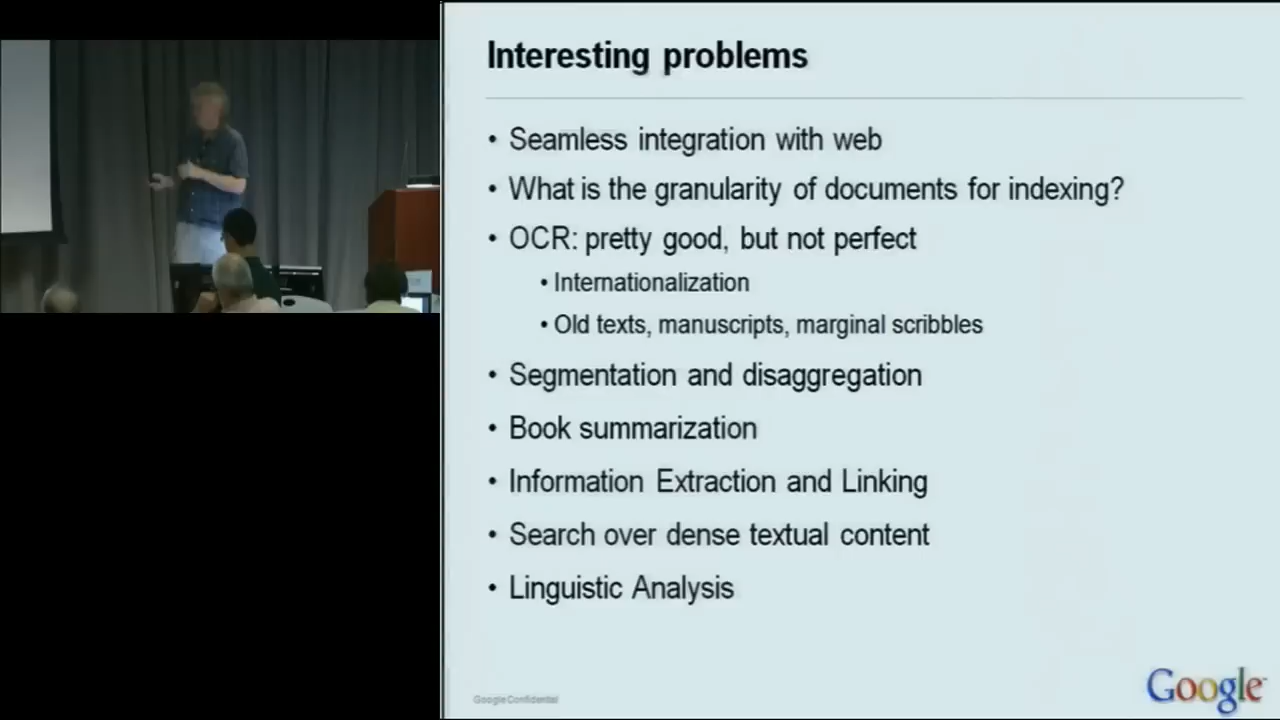 Interesting problems
• Seamless integration with web
• What is the granularity of documents for indexing?
• OCR: pretty good, but not perfect
• Internationalization
• Old texts, manuscripts, marginal scribbles
• Segmentation and disaggregation
• Book summarization
• Information Extraction and Linking
• Search over dense textual content
• Linguistic Analysis
Google Confidential
Google